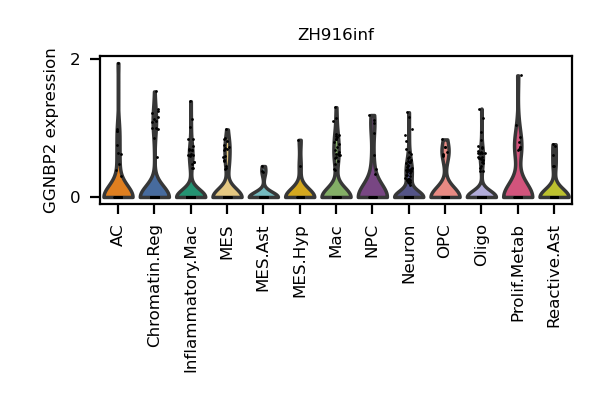 ZH916inf
GGNBP2 expression
2
0
AC
Chromatin.Reg
Inflammatory.Mac
MES
MES.Ast
MES.Hyp
Mac
NPC
Neuron
OPC
Oligo
Prolif.Metab
Reactive.Ast